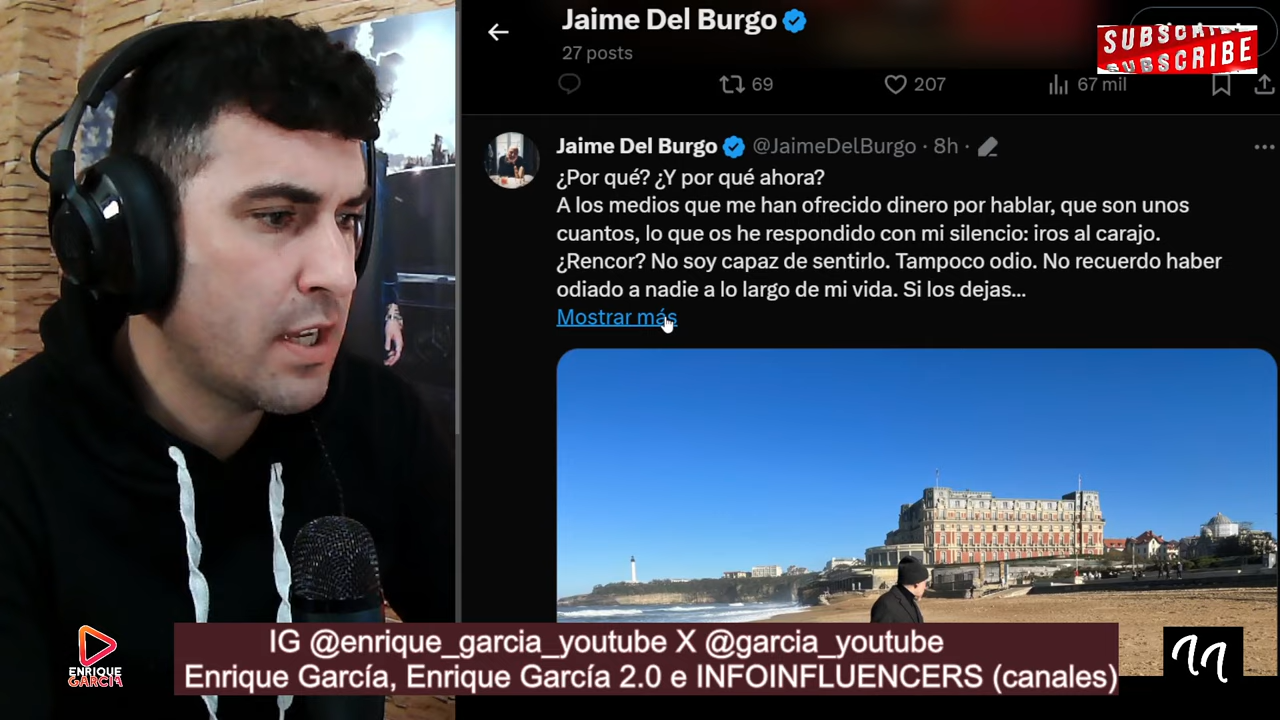 Jaime Del Burgo
27 posts
SUBSCRIBE
SUBSCRIBE
69
207
67 mil
Jaime Del Burgo @JaimeDelBurgo · 8h ·
¿Por qué? ¿Y por qué ahora?
A los medios que me han ofrecido dinero por hablar, que son unos
cuantos, lo que os he respondido con mi silencio: iros al carajo.
¿Rencor? No soy capaz de sentirlo. Tampoco odio. No recuerdo haber
odiado a nadie a lo largo de mi vida. Si los dejas...
Mostrar más
IG @enrique_garcia_youtube X @garcia_youtube
Enrique García, Enrique García 2.0 e INFOINFLUENCERS (canales)
ENRIQUE
GARCIA